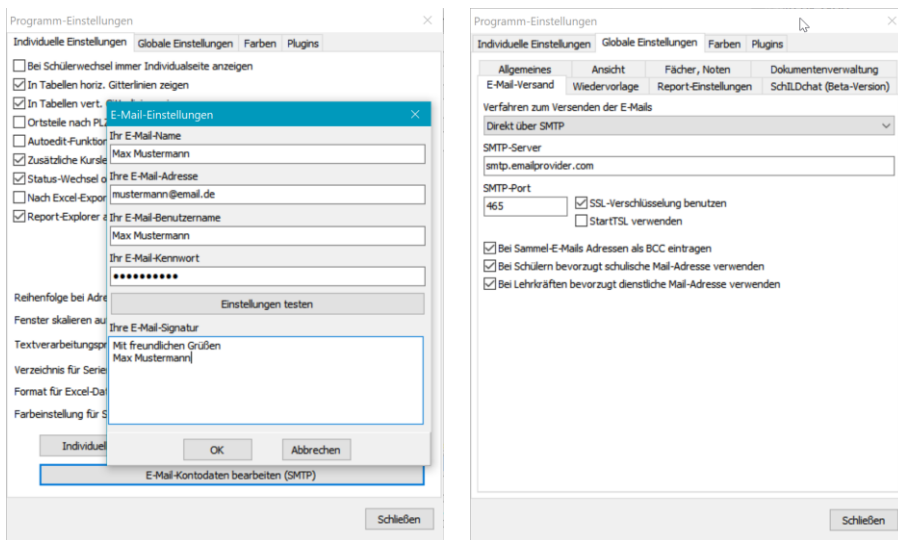 Programm-Einstellungen
Individuelle Einstellungen Globale Einstellungen Farben Plugins
Bei Schülerwechsel immer Individualseite anzeigen
In Tabellen horiz. Gitterlinien zeigen
In Tabellen vert.
Ortsteile nach PLZ
Autoedit-Funktion
Zusätzliche Kursle
Status-Wechsel o
Nach Excel-Expor
Report-Explorer a
Reihenfolge bei Adre
Fenster skalieren au
Textverarbeitungspr
Verzeichnis für Serie
Format für Excel-Dat
Farbeinstellung für S
Individuel
E-Mail-Kontodaten bearbeiten (SMTP)
Schließen
E-Mail-Einstellungen
Ihr E-Mail-Name
Max Mustermann
Ihre E-Mail-Adresse
mustermann@email.de
Ihr E-Mail-Benutzername
Max Mustermann
Ihr E-Mail-Kennwort
••••••••••
Einstellungen testen
Ihre E-Mail-Signatur
Mit freundlichen Grüßen
Max Mustermann
OK Abbrechen
Programm-Einstellungen
Individuelle Einstellungen Globale Einstellungen Farben Plugins
Allgemeines Ansicht Fächer, Noten Dokumentenverwaltung
E-Mail-Versand Wiedervorlage Report-Einstellungen SchILDchat (Beta-Version)
Verfahren zum Versenden der E-Mails
Direkt über SMTP
SMTP-Server
smtp.emailprovider.com
SMTP-Port
465
SSL-Verschlüsselung benutzen
StartTSL verwenden
Bei Sammel-E-Mails Adressen als BCC eintragen
Bei Schülern bevorzugt schulische Mail-Adresse verwenden
Bei Lehrkräften bevorzugt dienstliche Mail-Adresse verwenden
Schließen